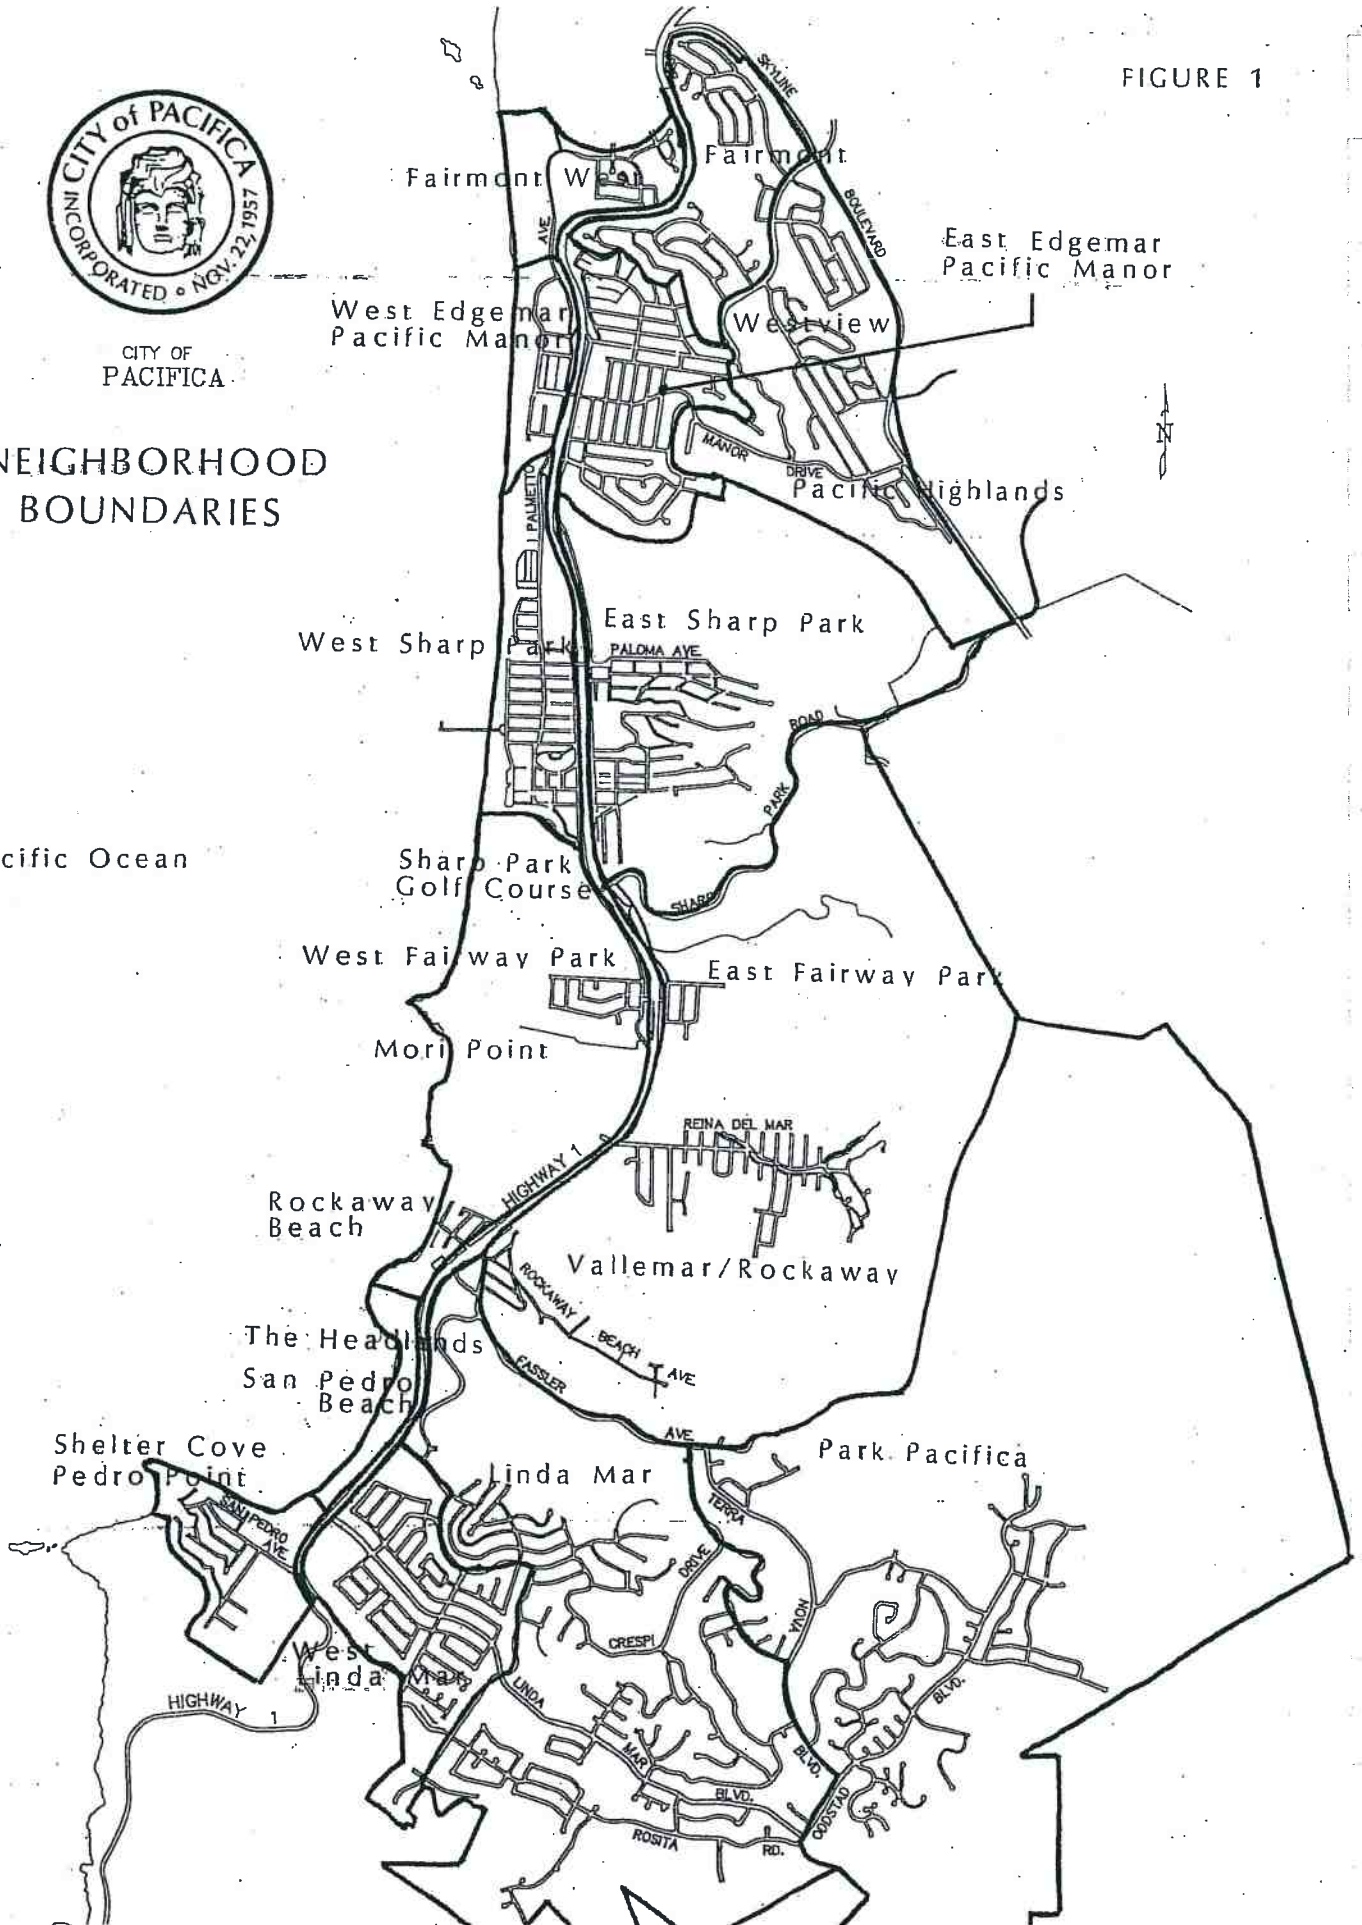 FIGURE 1
CITY of PACIFICA
INCORPORATED • NOV. 22, 1957
CITY OF
PACIFICA
NEIGHBORHOOD
BOUNDARIES
SKYLINE
BOULEVARD
Fairmont
Fairmont West
AVE.
East Edgemar
Pacific Manor
West Edgemar
Pacific Manor
Westview
N
MANOR
DRIVE
Pacific Highlands
PALMETTO
East Sharp Park
West Sharp Park
PALOMA AVE.
ROAD
PARK
SHARP
cific Ocean
Sharp Park
Golf Course
West Fairway Park
East Fairway Park
Mori Point
REINA DEL MAR
HIGHWAY 1
Rockaway
Beach
Vallemar/Rockaway
ROCKAWAY
BEACH
AVE
The Headlands
FASSLER
AVE
San Pedro
Beach
Shelter Cove
Pedro Point
Linda Mar
Park Pacifica
SAN PEDRO
AVE
TERRA
NOVA
BLVD.
DRIVE
CRESPI
West
Linda Mar
HIGHWAY 1
LINDA
MAR
BLVD.
ODDSTAD
BLVD.
ROSITA
RD.